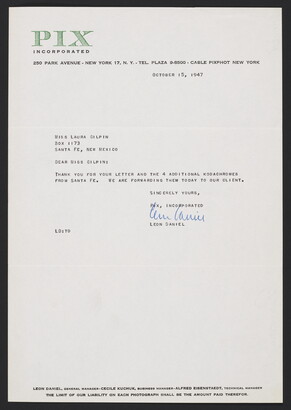 PIX
INCORPORATED
250 PARK AVENUE - NEW YORK 17, N. Y. - TEL. PLAZA 9-6600 - CABLE PIXPHOT NEW YORK
OCTOBER 15, 1947
MISS LAURA GILPIN
BOX 1173
SANTA FE, NEW MEXICO
DEAR MISS GILPIN:
THANK YOU FOR YOUR LETTER AND THE 4 ADDITIONAL KODACHROMES
FROM SANTA FE. WE ARE FORWARDING THEM TODAY TO OUR CLIENT.
SINCERELY YOURS,
PIX, INCORPORATED
LEON DANIEL
LD:
LEON DANIEL, GENERAL MANAGER - CECILE KUCHUK, BUSINESS MANAGER - ALFRED EISENSTAEDT, TECHNICAL MANAGER
THE LIMIT OF OUR LIABILITY ON EACH PHOTOGRAPH SHALL BE THE AMOUNT PAID THEREFOR.